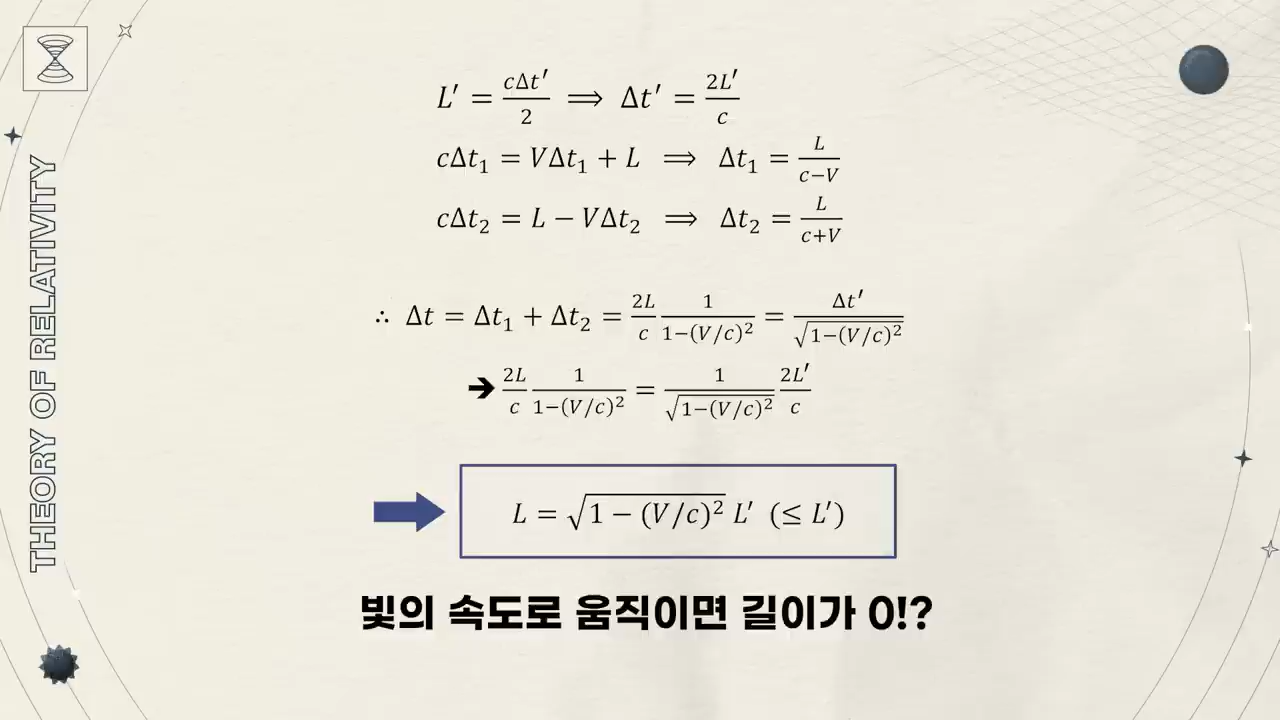 THEORY OF RELATIVITY
L′ = cΔt′/2 ⟹ Δt′ = 2L′/c
cΔt₁ = VΔt₁ + L ⟹ Δt₁ = L/(c−V)
cΔt₂ = L − VΔt₂ ⟹ Δt₂ = L/(c+V)
∴ Δt = Δt₁ + Δt₂ = 2L/c 1/(1−(V/c)²) = Δt′/√(1−(V/c)²)
➔ 2L/c 1/(1−(V/c)²) = 1/√(1−(V/c)²) 2L′/c
L = √(1 − (V/c)²) L′ (≤ L′)
빛의 속도로 움직이면 길이가 0!?